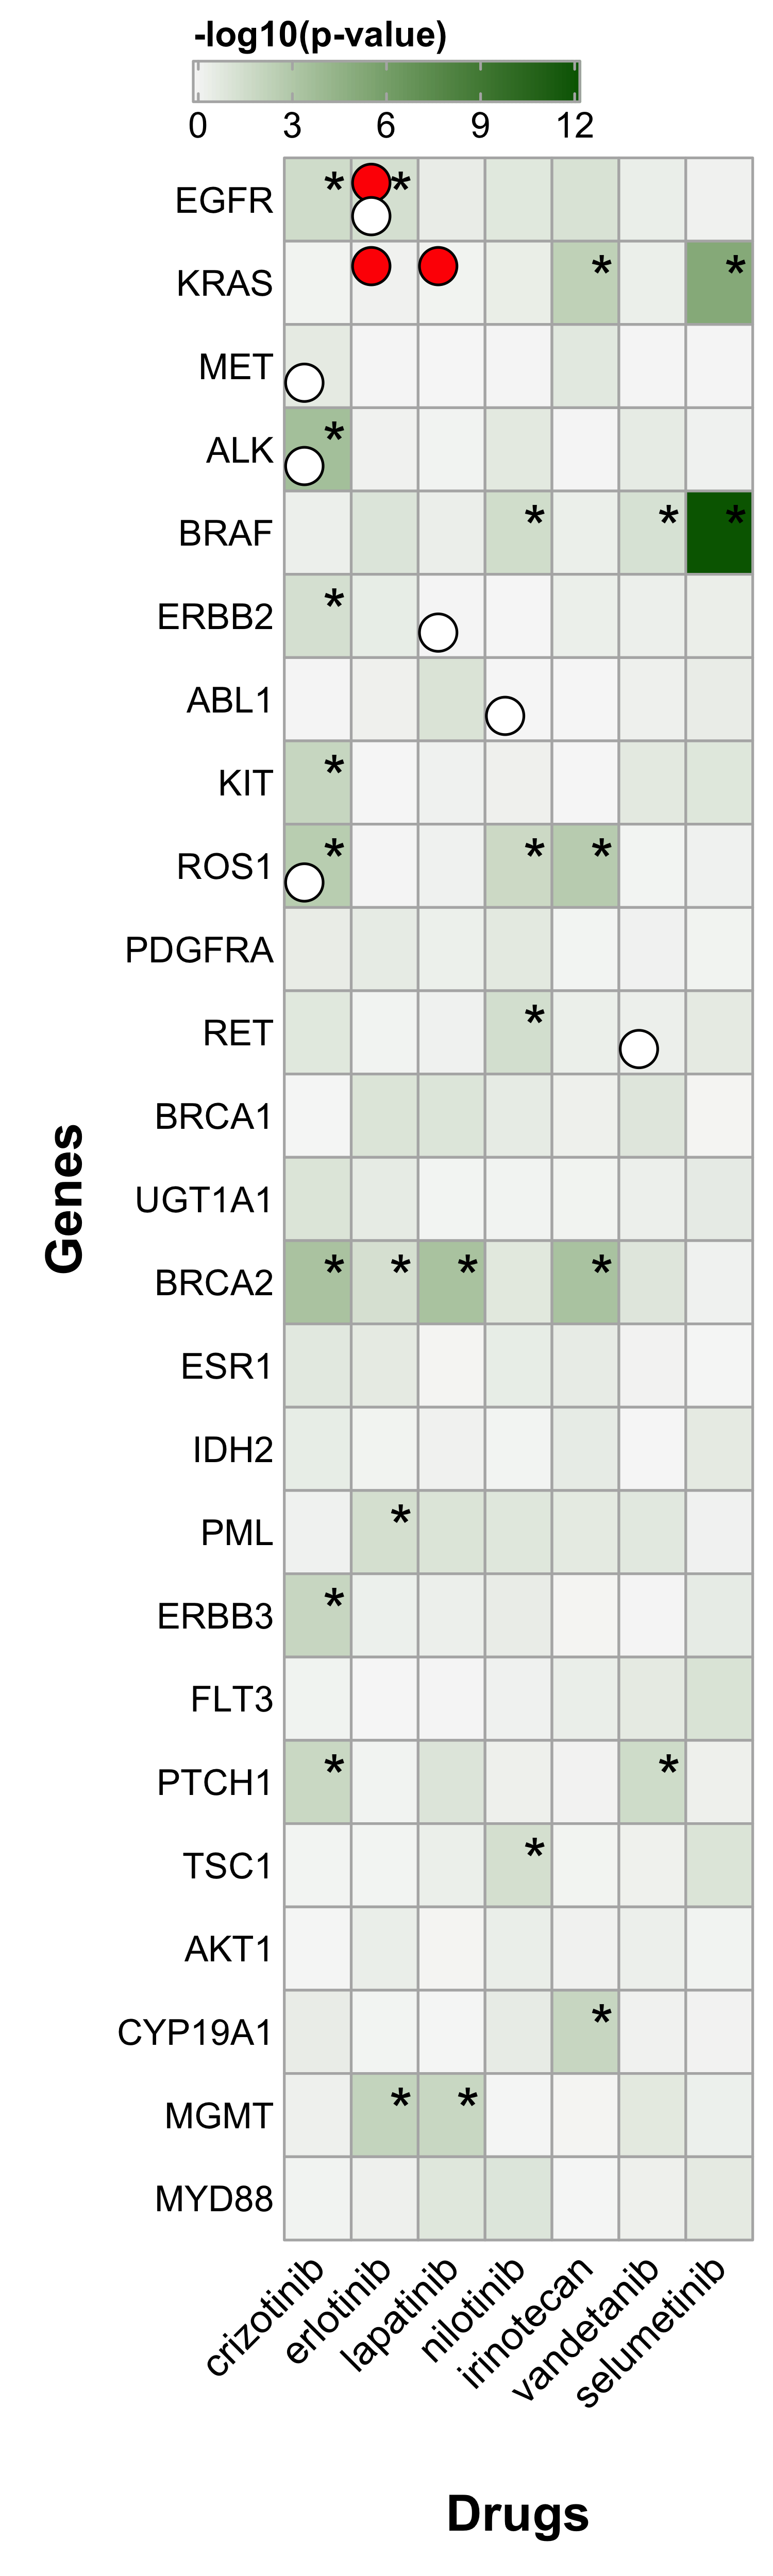 -log10(p-value)
0 3 6 9 12
EGFR * *
KRAS * *
MET
ALK *
BRAF * * *
ERBB2 *
ABL1
KIT *
ROS1 * * *
PDGFRA
RET *
BRCA1
UGT1A1
BRCA2 * * * *
ESR1
IDH2
PML *
ERBB3 *
FLT3
PTCH1 * *
TSC1 *
AKT1
CYP19A1 *
MGMT * *
MYD88
Genes
crizotinib
erlotinib
lapatinib
nilotinib
irinotecan
vandetanib
selumetinib
Drugs